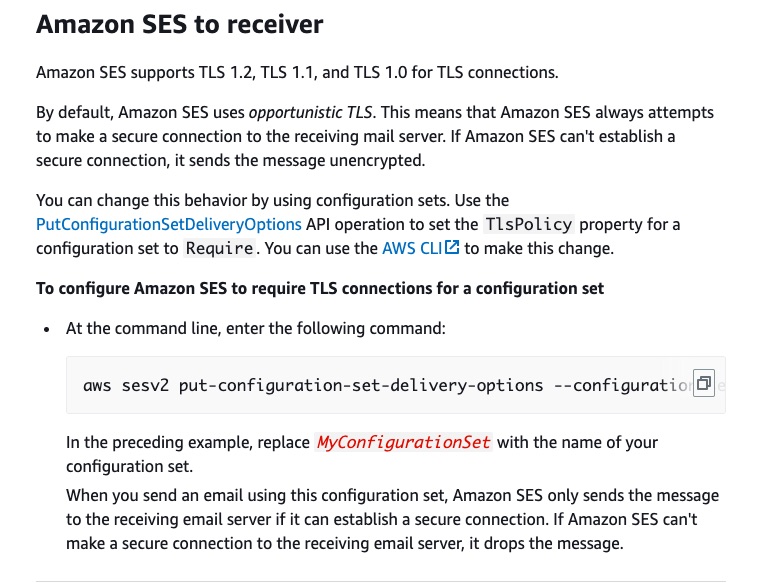 Amazon SES to receiver
Amazon SES supports TLS 1.2, TLS 1.1, and TLS 1.0 for TLS connections.
By default, Amazon SES uses opportunistic TLS. This means that Amazon SES always attempts
to make a secure connection to the receiving mail server. If Amazon SES can't establish a
secure connection, it sends the message unencrypted.
You can change this behavior by using configuration sets. Use the
PutConfigurationSetDeliveryOptions API operation to set the TlsPolicy property for a
configuration set to Require. You can use the AWS CLI to make this change.
To configure Amazon SES to require TLS connections for a configuration set
• At the command line, enter the following command:
aws sesv2 put-configuration-set-delivery-options --configuration
In the preceding example, replace MyConfigurationSet with the name of your
configuration set.
When you send an email using this configuration set, Amazon SES only sends the message
to the receiving email server if it can establish a secure connection. If Amazon SES can't
make a secure connection to the receiving email server, it drops the message.